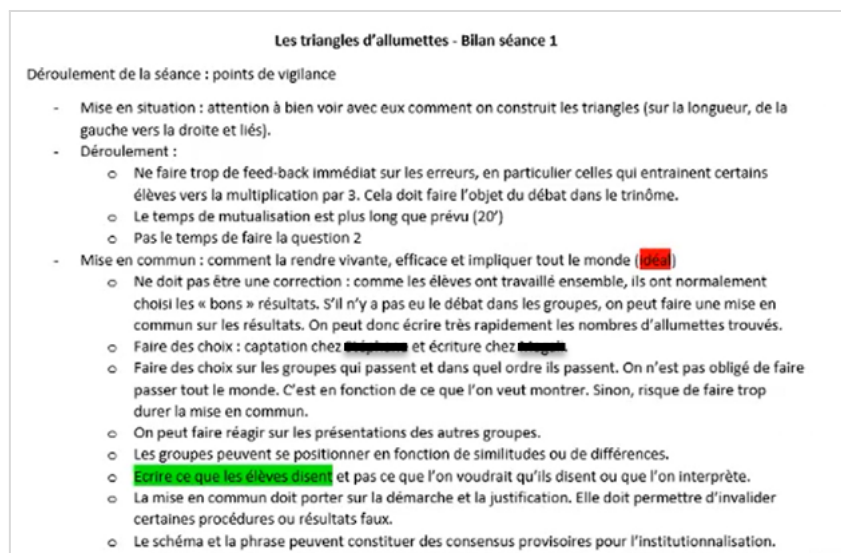 Les triangles d'allumettes - Bilan séance 1
Déroulement de la séance : points de vigilance
- Mise en situation : attention à bien voir avec eux comment on construit les triangles (sur la longueur, de la
gauche vers la droite et liés).
- Déroulement :
o Ne faire trop de feed-back immédiat sur les erreurs, en particulier celles qui entrainent certains
élèves vers la multiplication par 3. Cela doit faire l'objet du débat dans le trinôme.
o Le temps de mutualisation est plus long que prévu (20')
o Pas le temps de faire la question 2
- Mise en commun : comment la rendre vivante, efficace et impliquer tout le monde (idéal)
o Ne doit pas être une correction : comme les élèves ont travaillé ensemble, ils ont normalement
choisi les « bons » résultats. S'il n'y a pas eu le débat dans les groupes, on peut faire une mise en
commun sur les résultats. On peut donc écrire très rapidement les nombres d'allumettes trouvés.
o Faire des choix : captation chez et écriture chez
o Faire des choix sur les groupes qui passent et dans quel ordre ils passent. On n'est pas obligé de faire
passer tout le monde. C'est en fonction de ce que l'on veut montrer. Sinon, risque de faire trop
durer la mise en commun.
o On peut faire réagir sur les présentations des autres groupes.
o Les groupes peuvent se positionner en fonction de similitudes ou de différences.
o Ecrire ce que les élèves disent et pas ce que l'on voudrait qu'ils disent ou que l'on interprète.
o La mise en commun doit porter sur la démarche et la justification. Elle doit permettre d'invalider
certaines procédures ou résultats faux.
o Le schéma et la phrase peuvent constituer des consensus provisoires pour l'institutionnalisation.